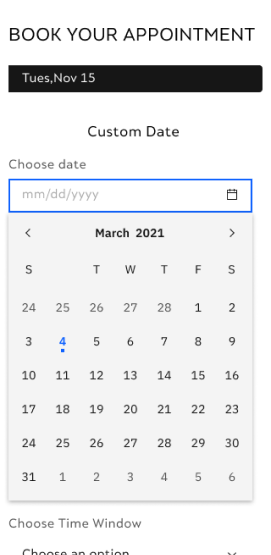 BOOK YOUR APPOINTMENT
Tues,Nov 15
Custom Date
Choose date
mm/dd/yyyy
March 2021
S T W T F S
24 25 26 27 28 1 2
3 4 5 6 7 8 9
10 11 12 13 14 15 16
17 18 19 20 21 22 23
24 25 26 27 28 29 30
31 1 2 3 4 5 6
Choose Time Window
Choose an option